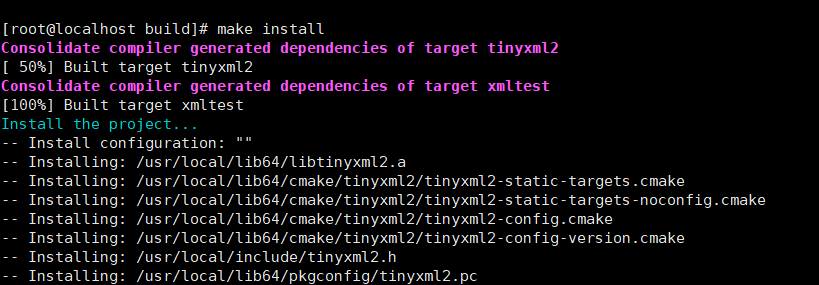 [root@localhost build]# make install
Consolidate compiler generated dependencies of target tinyxml2
[ 50%] Built target tinyxml2
Consolidate compiler generated dependencies of target xmltest
[100%] Built target xmltest
Install the project...
-- Install configuration: ""
-- Installing: /usr/local/lib64/libtinyxml2.a
-- Installing: /usr/local/lib64/cmake/tinyxml2/tinyxml2-static-targets.cmake
-- Installing: /usr/local/lib64/cmake/tinyxml2/tinyxml2-static-targets-noconfig.cmake
-- Installing: /usr/local/lib64/cmake/tinyxml2/tinyxml2-config.cmake
-- Installing: /usr/local/lib64/cmake/tinyxml2/tinyxml2-config-version.cmake
-- Installing: /usr/local/include/tinyxml2.h
-- Installing: /usr/local/lib64/pkgconfig/tinyxml2.pc